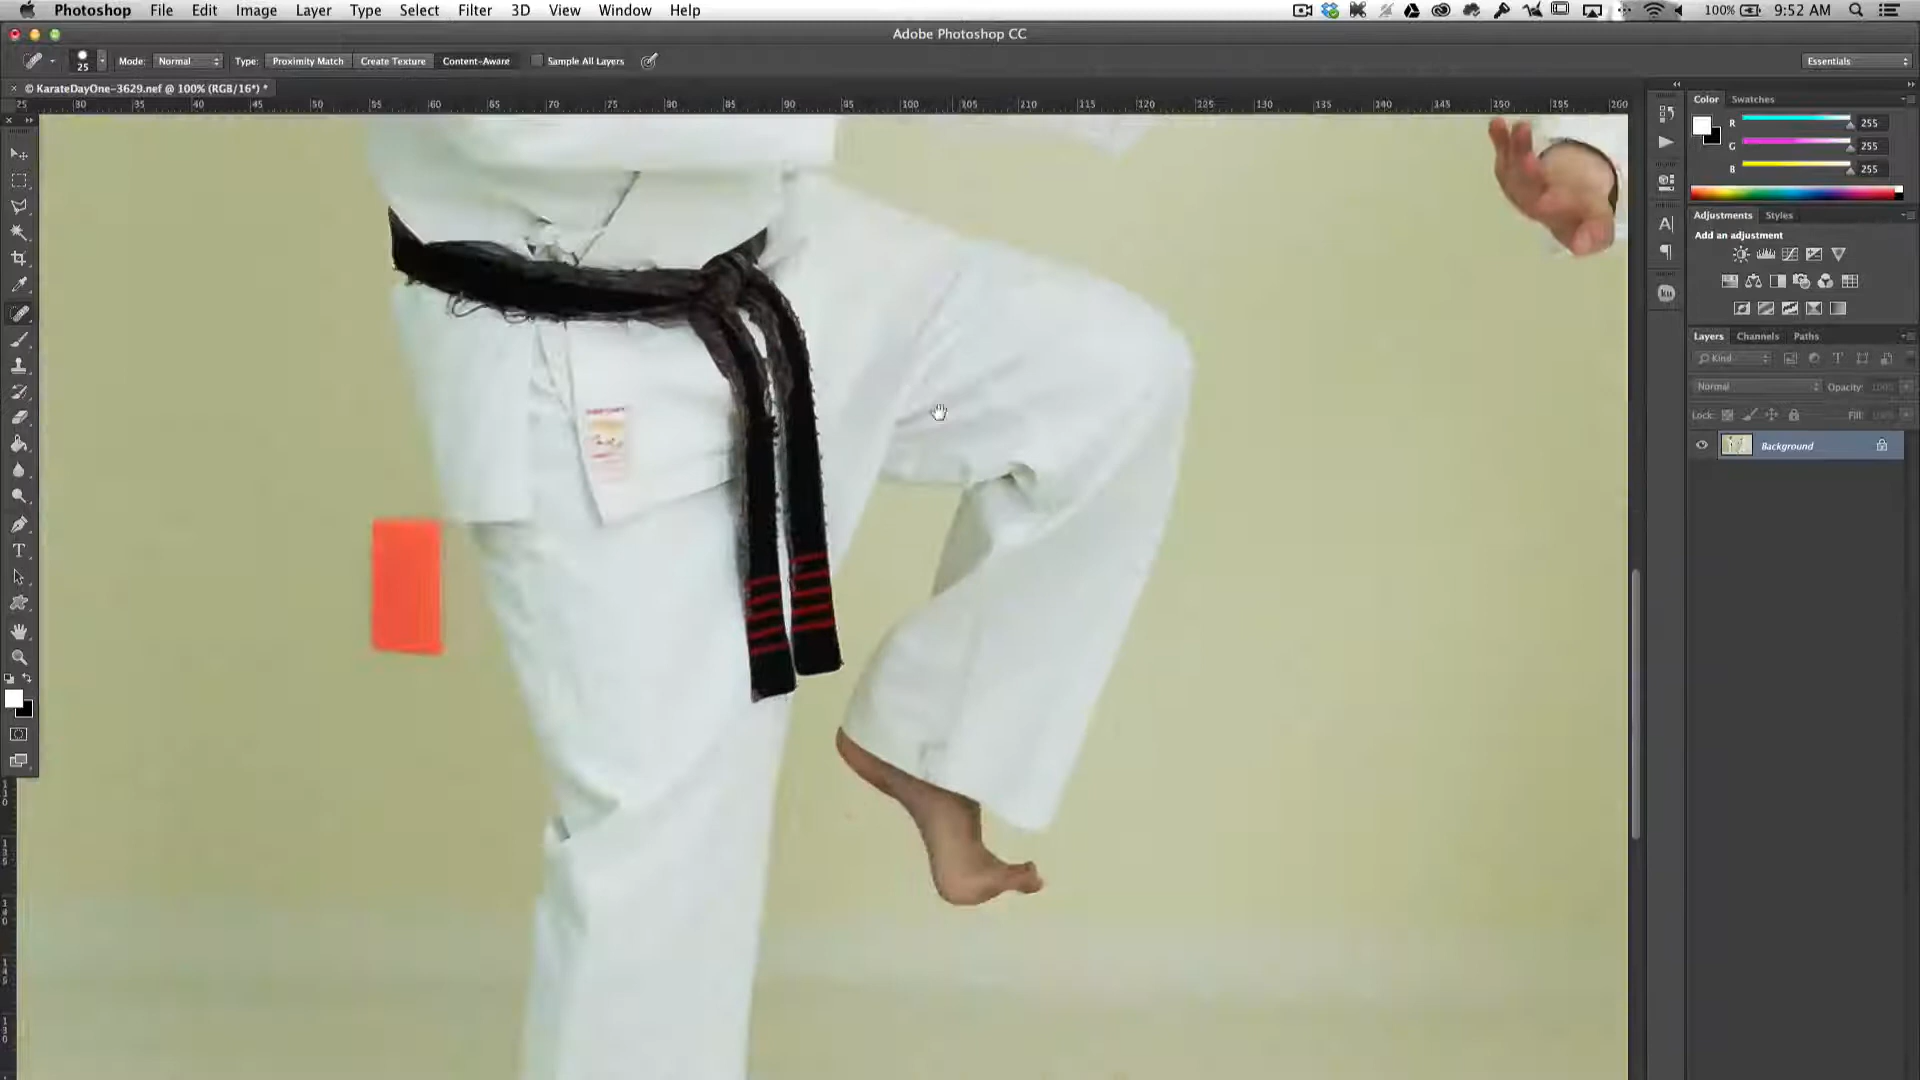 Photoshop File Edit Image Layer Type Select Filter 3D View Window Help 100% 9:52 AM
Adobe Photoshop CC
25 Mode: Normal Type: Proximity Match Create Texture Content-Aware Sample All Layers Essentials
© KarateDayOne-3629.nef @ 100% (RGB/16*) *
Color Swatches
R 255
G 255
B 255
Adjustments Styles
Add an adjustment
Layers Channels Paths
Kind
Normal Opacity: 100%
Lock: Fill:
Background